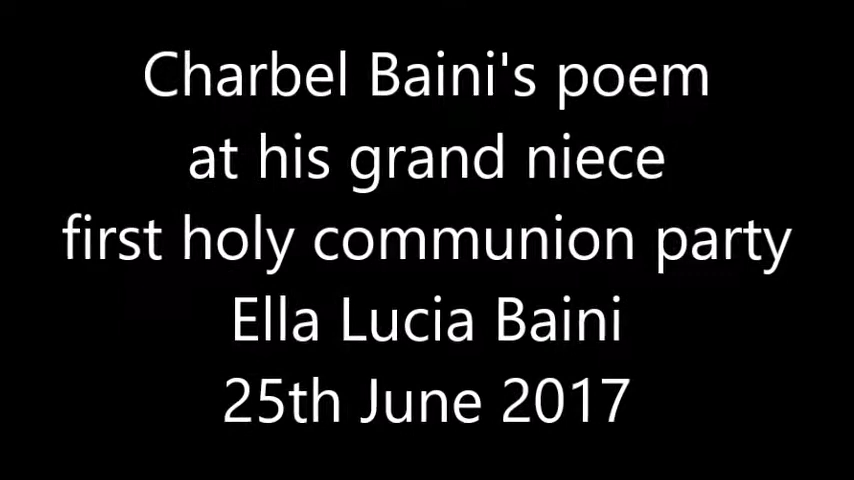 Charbel Baini's poem
at his grand niece
first holy communion party
Ella Lucia Baini
25th June 2017